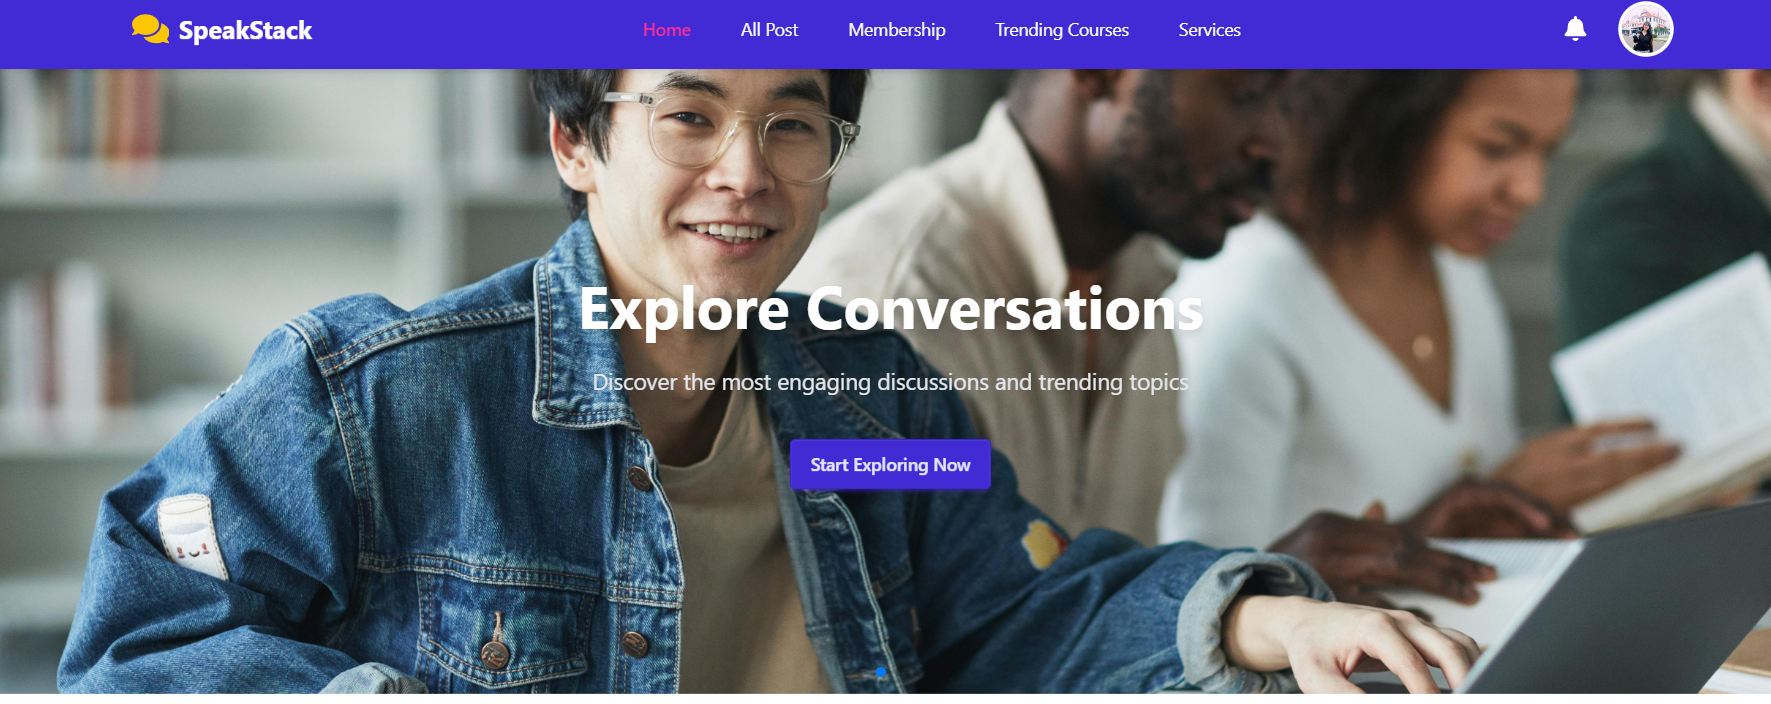 SpeakStack
Home All Post Membership Trending Courses Services
Explore Conversations
Discover the most engaging discussions and trending topics
Start Exploring Now